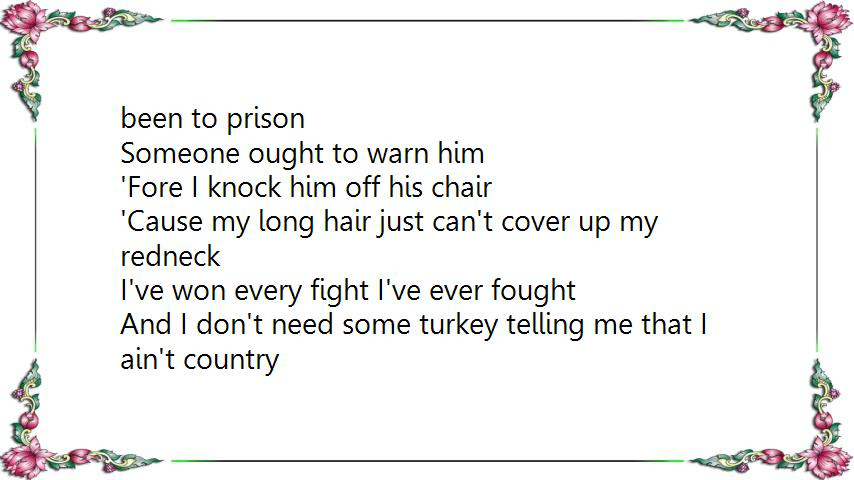 been to prison
Someone ought to warn him
'Fore I knock him off his chair
'Cause my long hair just can't cover up my
redneck
I've won every fight I've ever fought
And I don't need some turkey telling me that I
ain't country